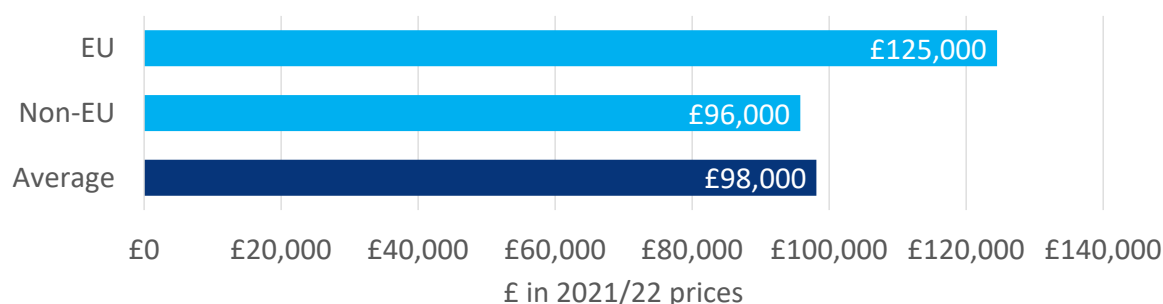 EU £125,000
Non-EU £96,000
Average £98,000
£0 £20,000 £40,000 £60,000 £80,000 £100,000 £120,000 £140,000
£ in 2021/22 prices